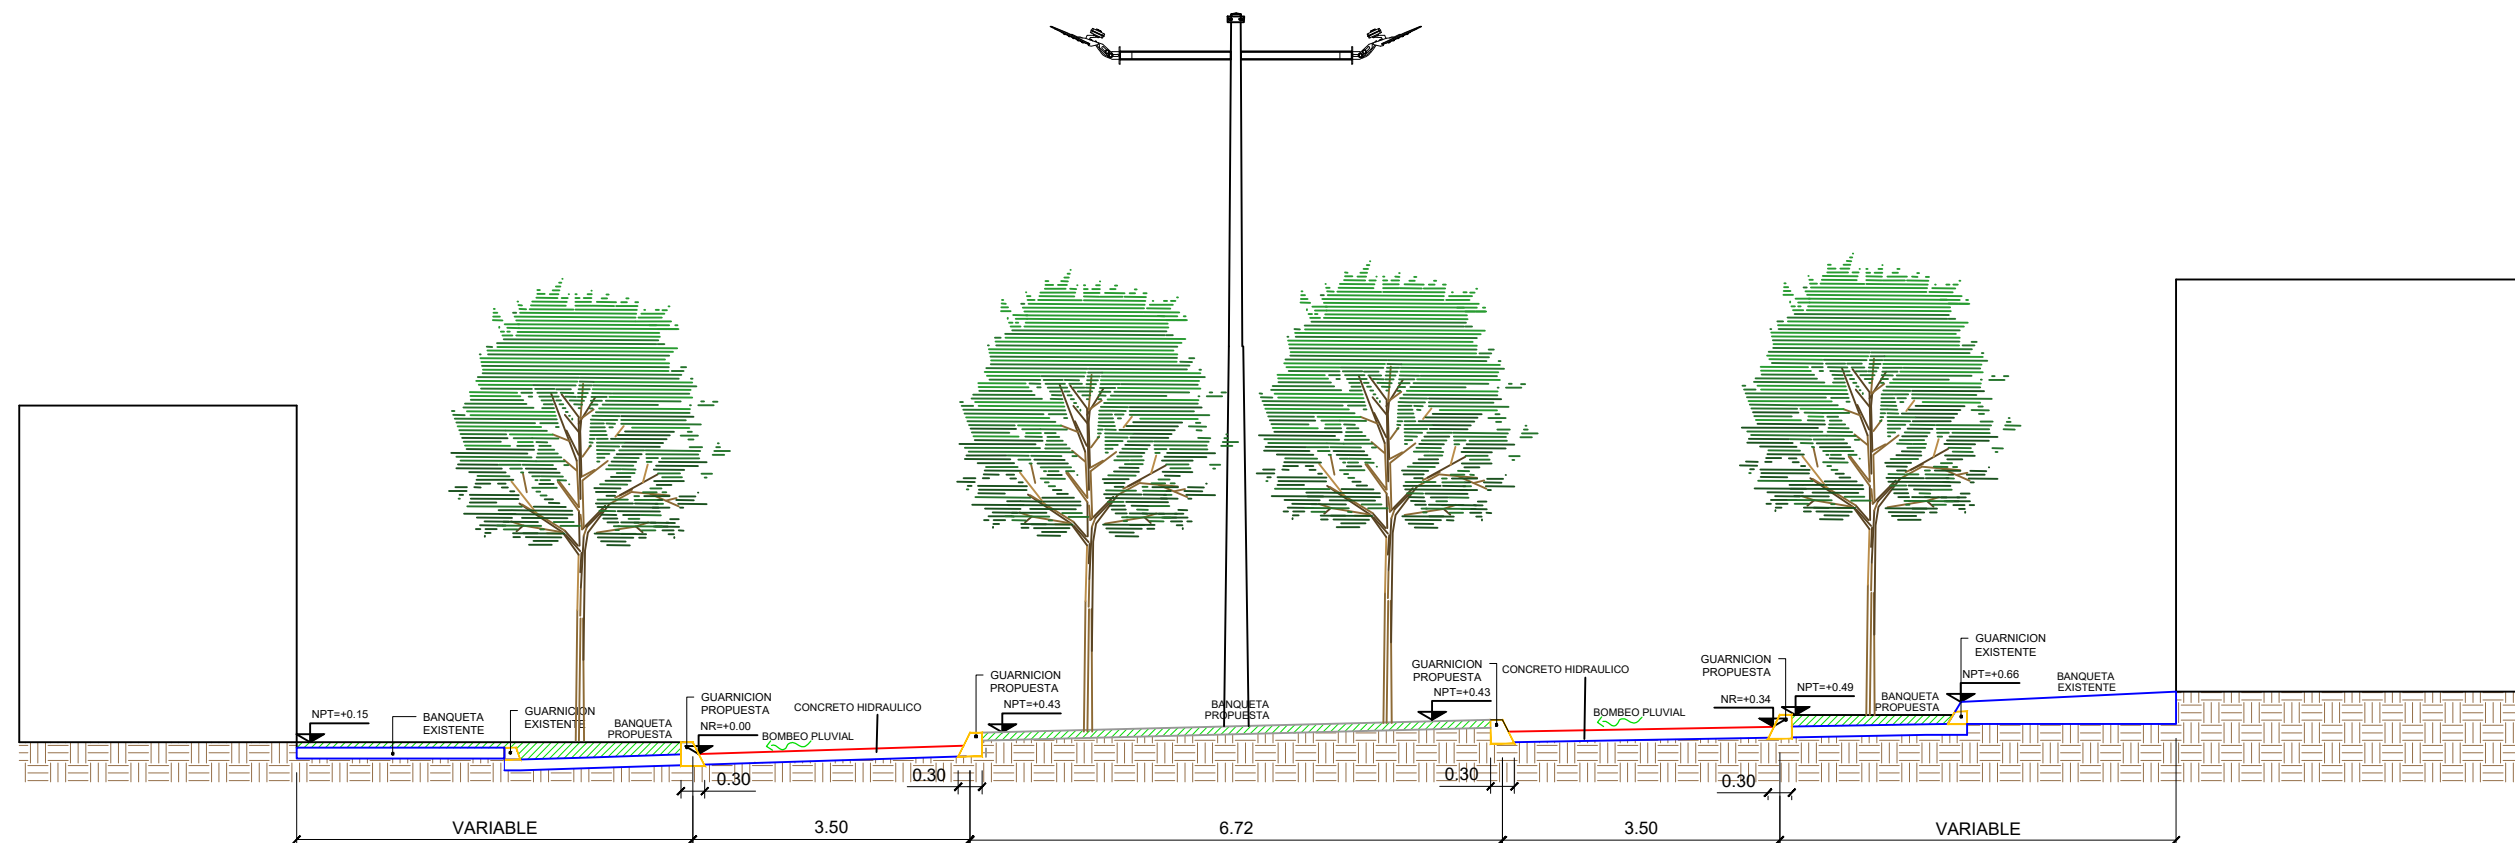 NPT=+0.15
BANQUETA
EXISTENTE
GUARNICION
EXISTENTE
BANQUETA
PROPUESTA
GUARNICION
PROPUESTA
NR=+0.00
BOMBEO PLUVIAL
CONCRETO HIDRAULICO
GUARNICION
PROPUESTA
NPT=+0.43
BANQUETA
PROPUESTA
GUARNICION
PROPUESTA
NPT=+0.43
CONCRETO HIDRAULICO
BOMBEO PLUVIAL
GUARNICION
PROPUESTA
NR=+0.34
NPT=+0.49
BANQUETA
PROPUESTA
GUARNICION
EXISTENTE
NPT=+0.66
BANQUETA
EXISTENTE
0.30
0.30
0.30
0.30
VARIABLE
3.50
6.72
3.50
VARIABLE